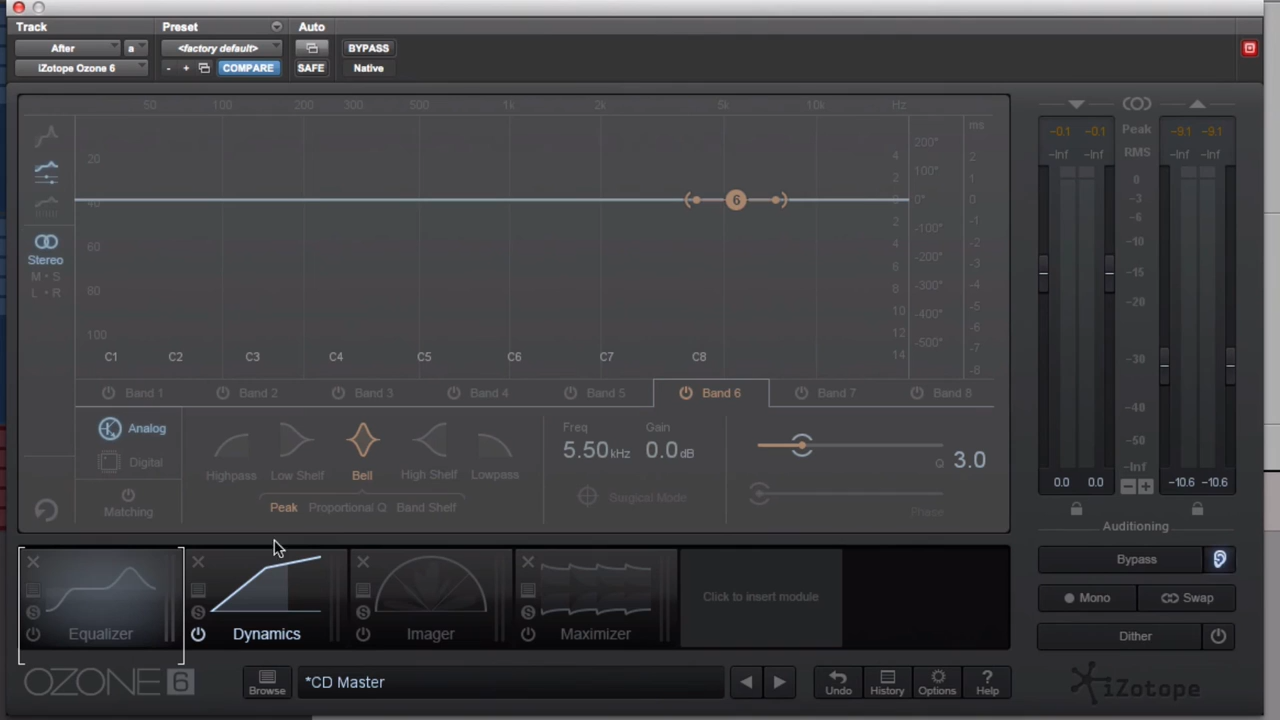 Track Preset Auto
After a <factory default> BYPASS
iZotope Ozone 6 - + COMPARE SAFE Native
50 100 200 300 500 1k 2k 5k 10k Hz
ms
20
40
60
80
100
4
2
0
2
4
6
8
10
12
14
200°
100°
0°
-100°
-200°
-300°
-400°
-500°
2
1
0
-1
-2
-3
-4
-5
-6
-7
-8
6
Stereo
M • S
L • R
C1 C2 C3 C4 C5 C6 C7 C8
Band 1 Band 2 Band 3 Band 4 Band 5 Band 6 Band 7 Band 8
Analog
Digital
Matching
Highpass Low Shelf Bell High Shelf Lowpass
Peak Proportional Q Band Shelf
Freq Gain
5.50kHz 0.0dB
Surgical Mode
Q 3.0
Phase
-0.1 -0.1 Peak -9.1 -9.1
-Inf -Inf RMS -Inf -Inf
0
-3
-6
-10
-15
-20
-30
-40
-50
-Inf
0.0 0.0 - + -10.6 -10.6
Auditioning
Bypass
Mono Swap
Dither
S S S S
Equalizer Dynamics Imager Maximizer Click to insert module
OZONE 6 Browse *CD Master Undo History Options ? Help iZotope